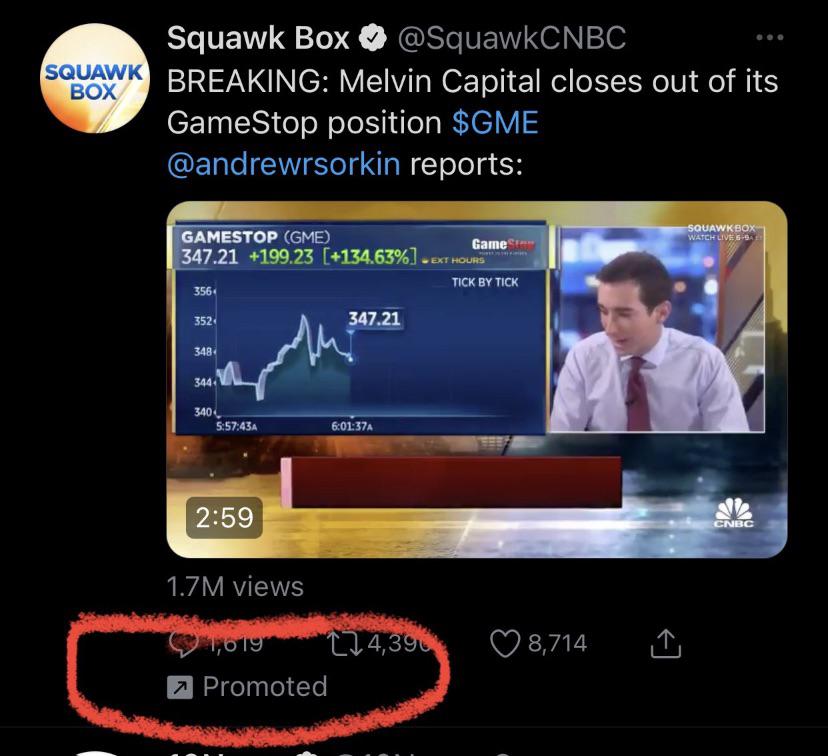 Squawk Box @SquawkCNBC
SQUAWK
BOX
BREAKING: Melvin Capital closes out of its
GameStop position $GME
@andrewrsorkin reports:
GAMESTOP (GME)
347.21 +199.23 [+134.63%] EXT HOURS
GameStop
TICK BY TICK
356
352
348
344
340
347.21
5:57:43A
6:01:37A
SQUAWKBOX
WATCH LIVE 6-9A ET
2:59
CNBC
1.7M views
1,619 4,390 8,714
Promoted